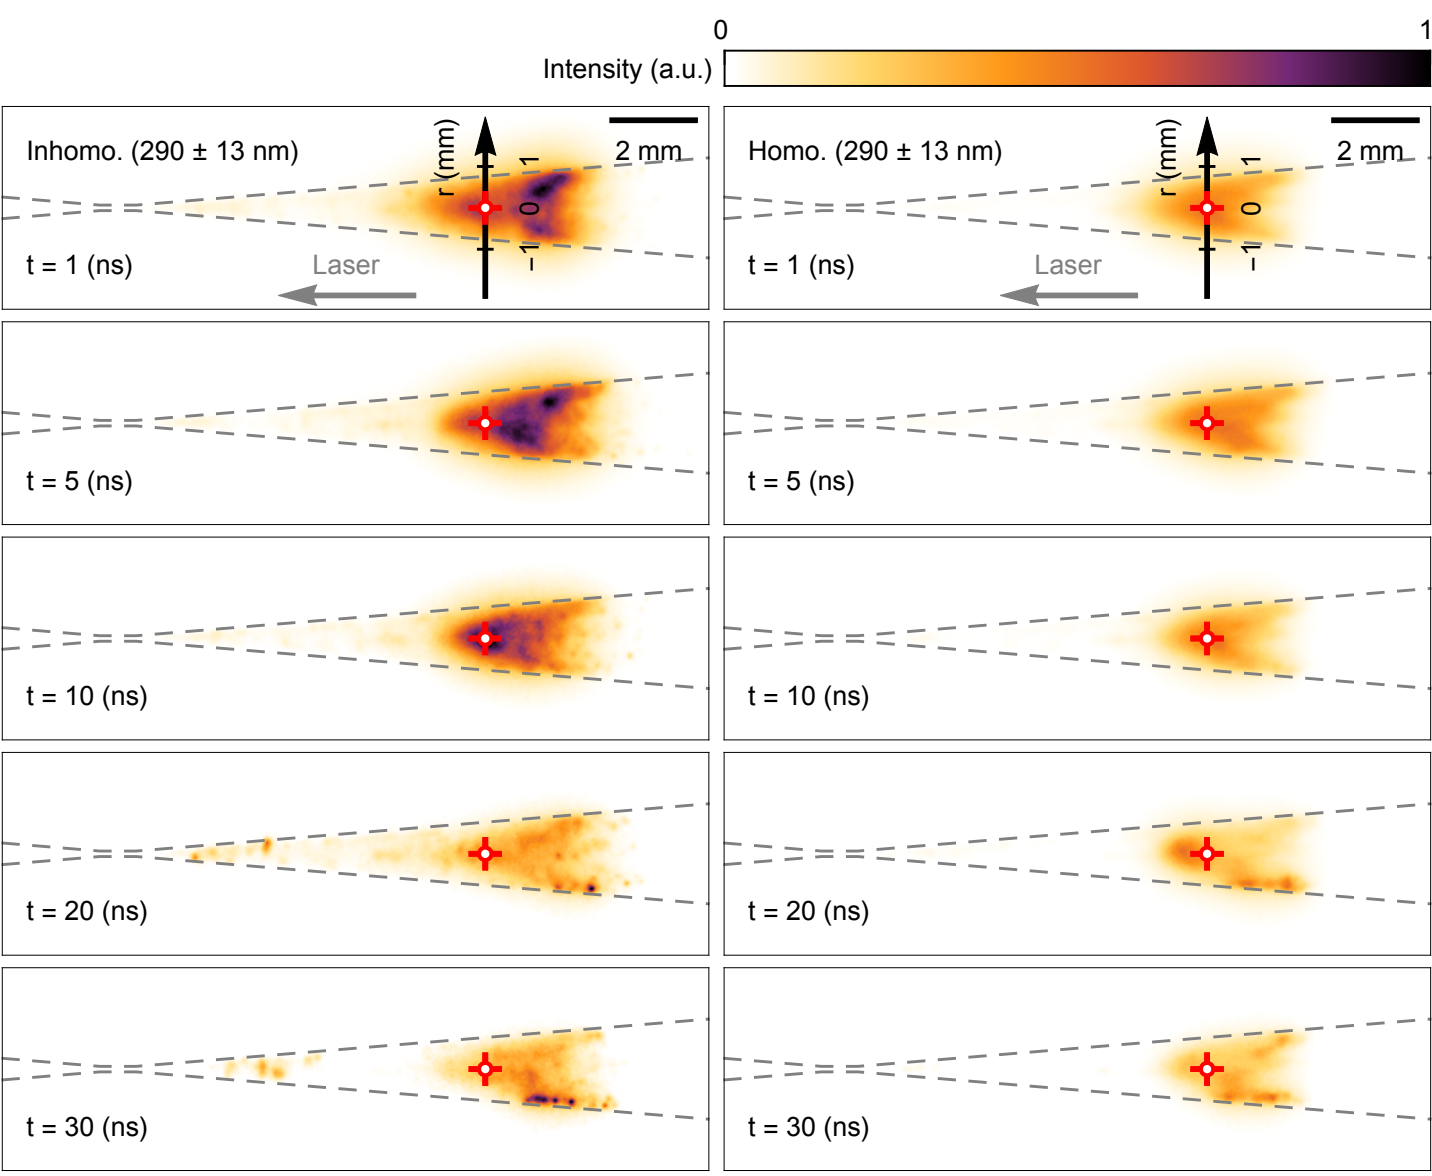 0 1
Intensity (a.u.)
Inhomo. (290 ± 13 nm)
r (mm)
1
0
−1
2 mm
t = 1 (ns)
Laser
Homo. (290 ± 13 nm)
r (mm)
1
0
−1
2 mm
t = 1 (ns)
Laser
t = 5 (ns)
t = 5 (ns)
t = 10 (ns)
t = 10 (ns)
t = 20 (ns)
t = 20 (ns)
t = 30 (ns)
t = 30 (ns)